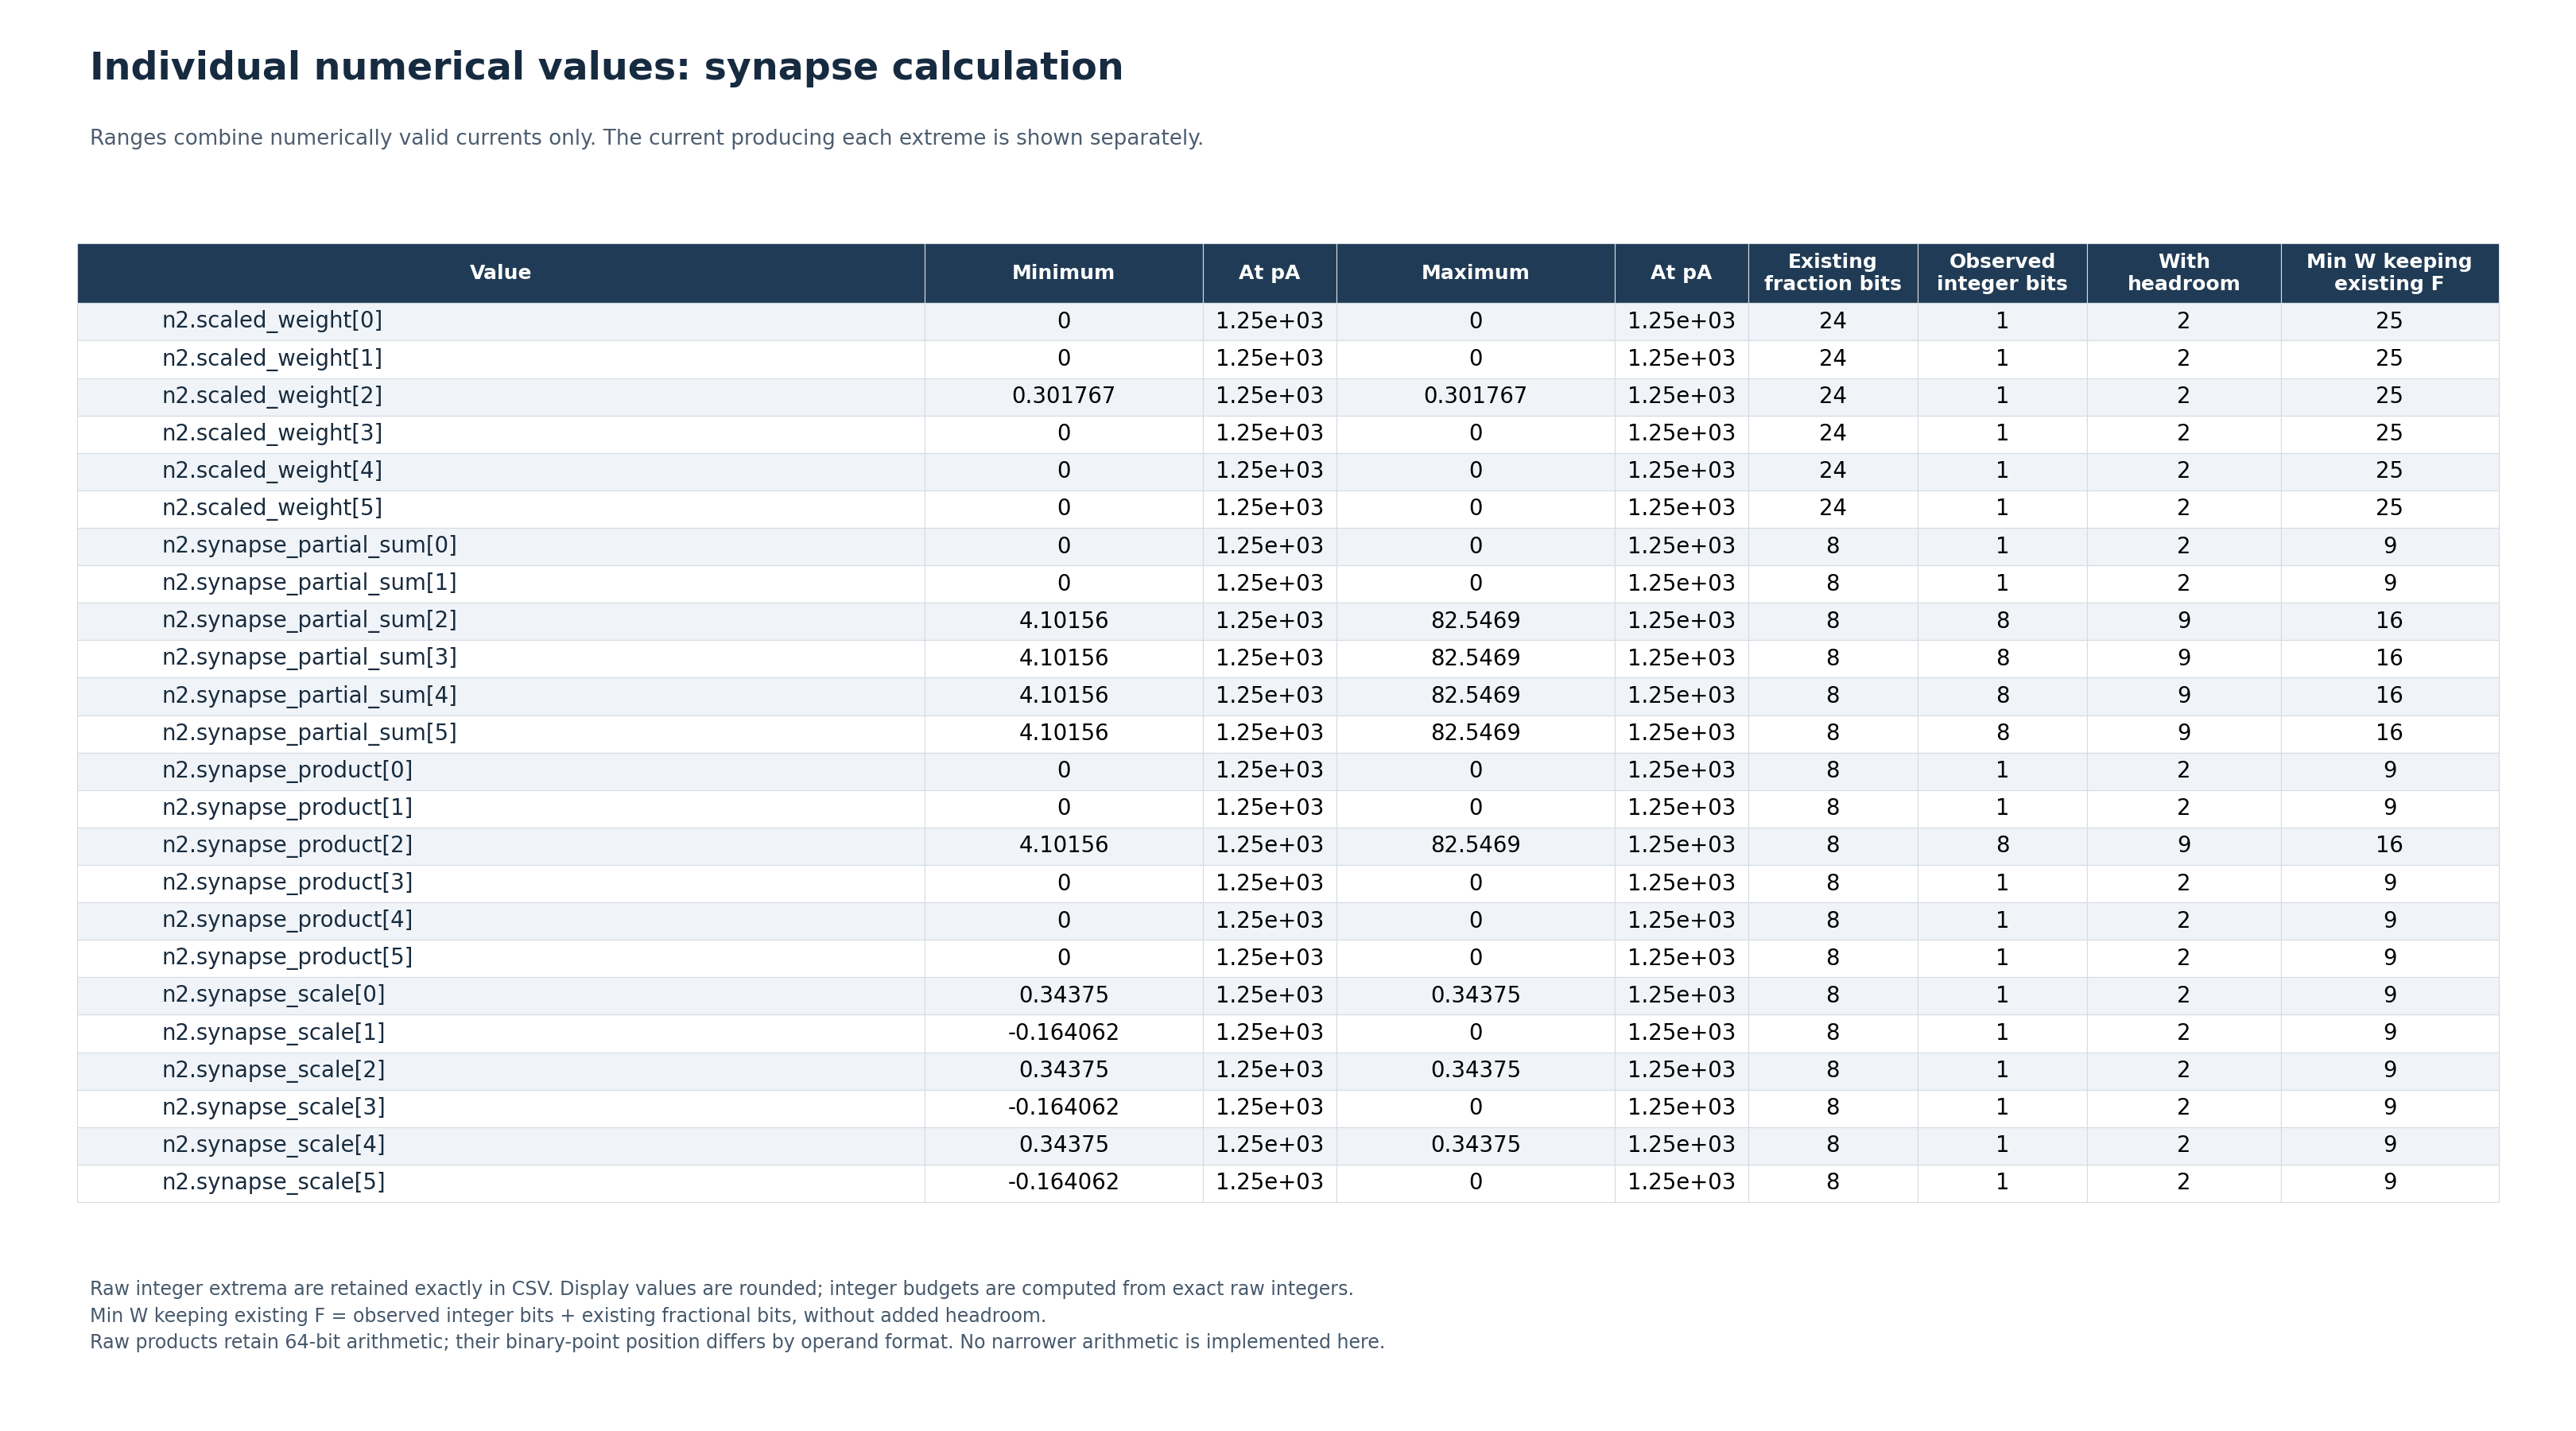 Individual numerical values: synapse calculation
Ranges combine numerically valid currents only. The current producing each extreme is shown separately.
Value Minimum At pA Maximum At pA Existing fraction bits Observed integer bits With headroom Min W keeping existing F
n2.scaled_weight[0] 0 1.25e+03 0 1.25e+03 24 1 2 25
n2.scaled_weight[1] 0 1.25e+03 0 1.25e+03 24 1 2 25
n2.scaled_weight[2] 0.301767 1.25e+03 0.301767 1.25e+03 24 1 2 25
n2.scaled_weight[3] 0 1.25e+03 0 1.25e+03 24 1 2 25
n2.scaled_weight[4] 0 1.25e+03 0 1.25e+03 24 1 2 25
n2.scaled_weight[5] 0 1.25e+03 0 1.25e+03 24 1 2 25
n2.synapse_partial_sum[0] 0 1.25e+03 0 1.25e+03 8 1 2 9
n2.synapse_partial_sum[1] 0 1.25e+03 0 1.25e+03 8 1 2 9
n2.synapse_partial_sum[2] 4.10156 1.25e+03 82.5469 1.25e+03 8 8 9 16
n2.synapse_partial_sum[3] 4.10156 1.25e+03 82.5469 1.25e+03 8 8 9 16
n2.synapse_partial_sum[4] 4.10156 1.25e+03 82.5469 1.25e+03 8 8 9 16
n2.synapse_partial_sum[5] 4.10156 1.25e+03 82.5469 1.25e+03 8 8 9 16
n2.synapse_product[0] 0 1.25e+03 0 1.25e+03 8 1 2 9
n2.synapse_product[1] 0 1.25e+03 0 1.25e+03 8 1 2 9
n2.synapse_product[2] 4.10156 1.25e+03 82.5469 1.25e+03 8 8 9 16
n2.synapse_product[3] 0 1.25e+03 0 1.25e+03 8 1 2 9
n2.synapse_product[4] 0 1.25e+03 0 1.25e+03 8 1 2 9
n2.synapse_product[5] 0 1.25e+03 0 1.25e+03 8 1 2 9
n2.synapse_scale[0] 0.34375 1.25e+03 0.34375 1.25e+03 8 1 2 9
n2.synapse_scale[1] -0.164062 1.25e+03 0 1.25e+03 8 1 2 9
n2.synapse_scale[2] 0.34375 1.25e+03 0.34375 1.25e+03 8 1 2 9
n2.synapse_scale[3] -0.164062 1.25e+03 0 1.25e+03 8 1 2 9
n2.synapse_scale[4] 0.34375 1.25e+03 0.34375 1.25e+03 8 1 2 9
n2.synapse_scale[5] -0.164062 1.25e+03 0 1.25e+03 8 1 2 9
Raw integer extrema are retained exactly in CSV. Display values are rounded; integer budgets are computed from exact raw integers.
Min W keeping existing F = observed integer bits + existing fractional bits, without added headroom.
Raw products retain 64-bit arithmetic; their binary-point position differs by operand format. No narrower arithmetic is implemented here.